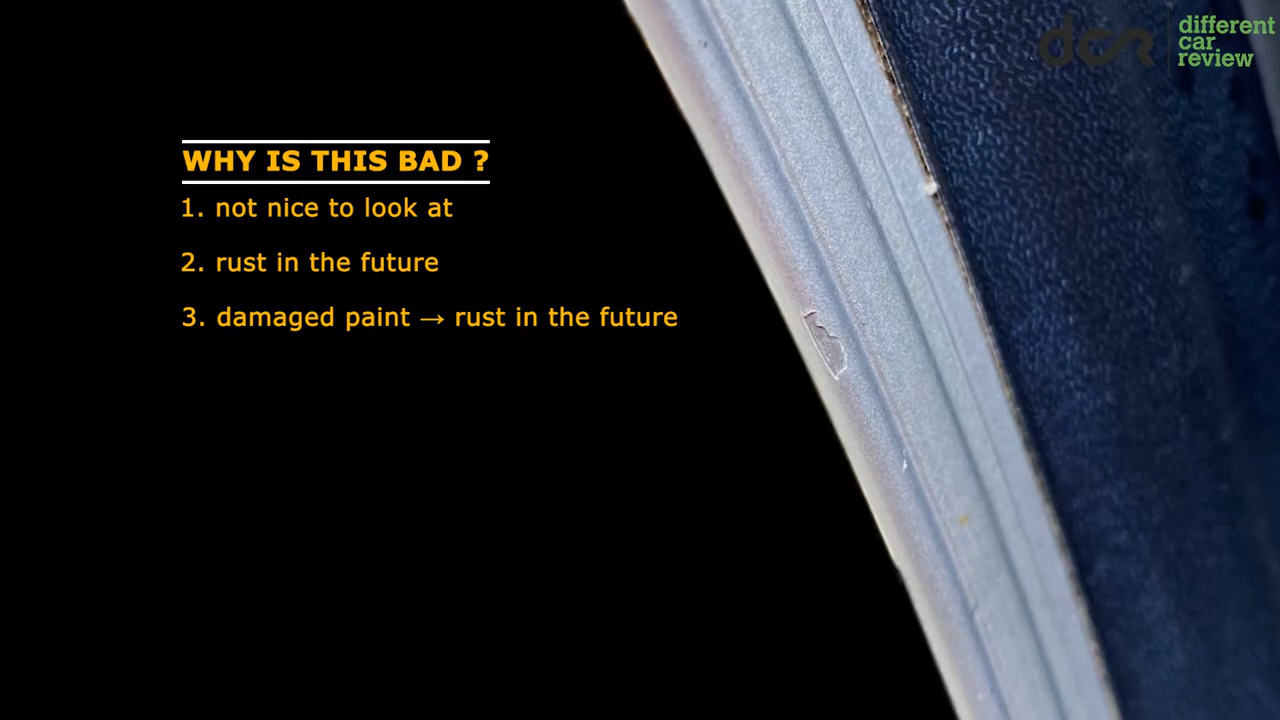 dcr
different
car
review
WHY IS THIS BAD ?
1. not nice to look at
2. rust in the future
3. damaged paint → rust in the future